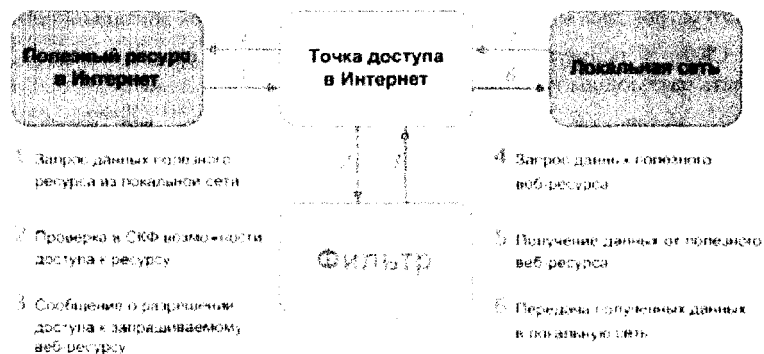 Полезный ресурс
в Интернет
Точка доступа
в Интернет
Локальная сеть
6
Фильтр
1 Запрос данных полезного
ресурса из локальной сети
2 Проверка в СКФ возможности
доступа к ресурсу
3 Сообщение о разрешении
доступа к запрашиваемому
веб-ресурсу
4 Запрос данных полезного
веб-ресурса
5 Получение данных от полезного
веб-ресурса
6 Передача полученных данных
в локальную сеть